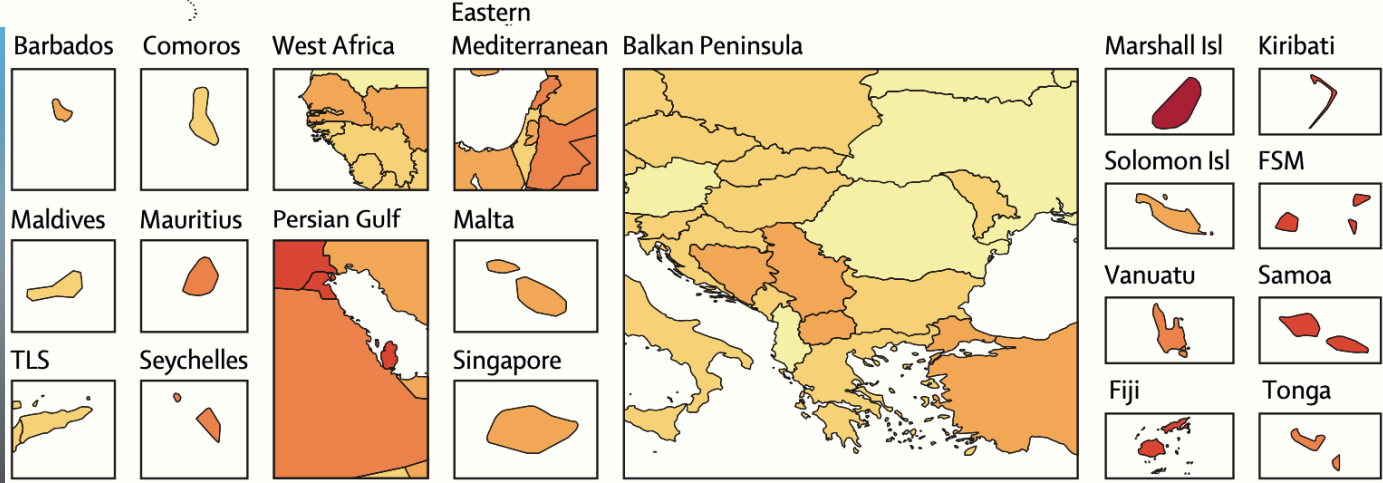 Eastern
Barbados Comoros West Africa Mediterranean Balkan Peninsula Marshall Isl Kiribati
Solomon Isl FSM
Maldives Mauritius Persian Gulf Malta
Vanuatu Samoa
TLS Seychelles Singapore
Fiji Tonga